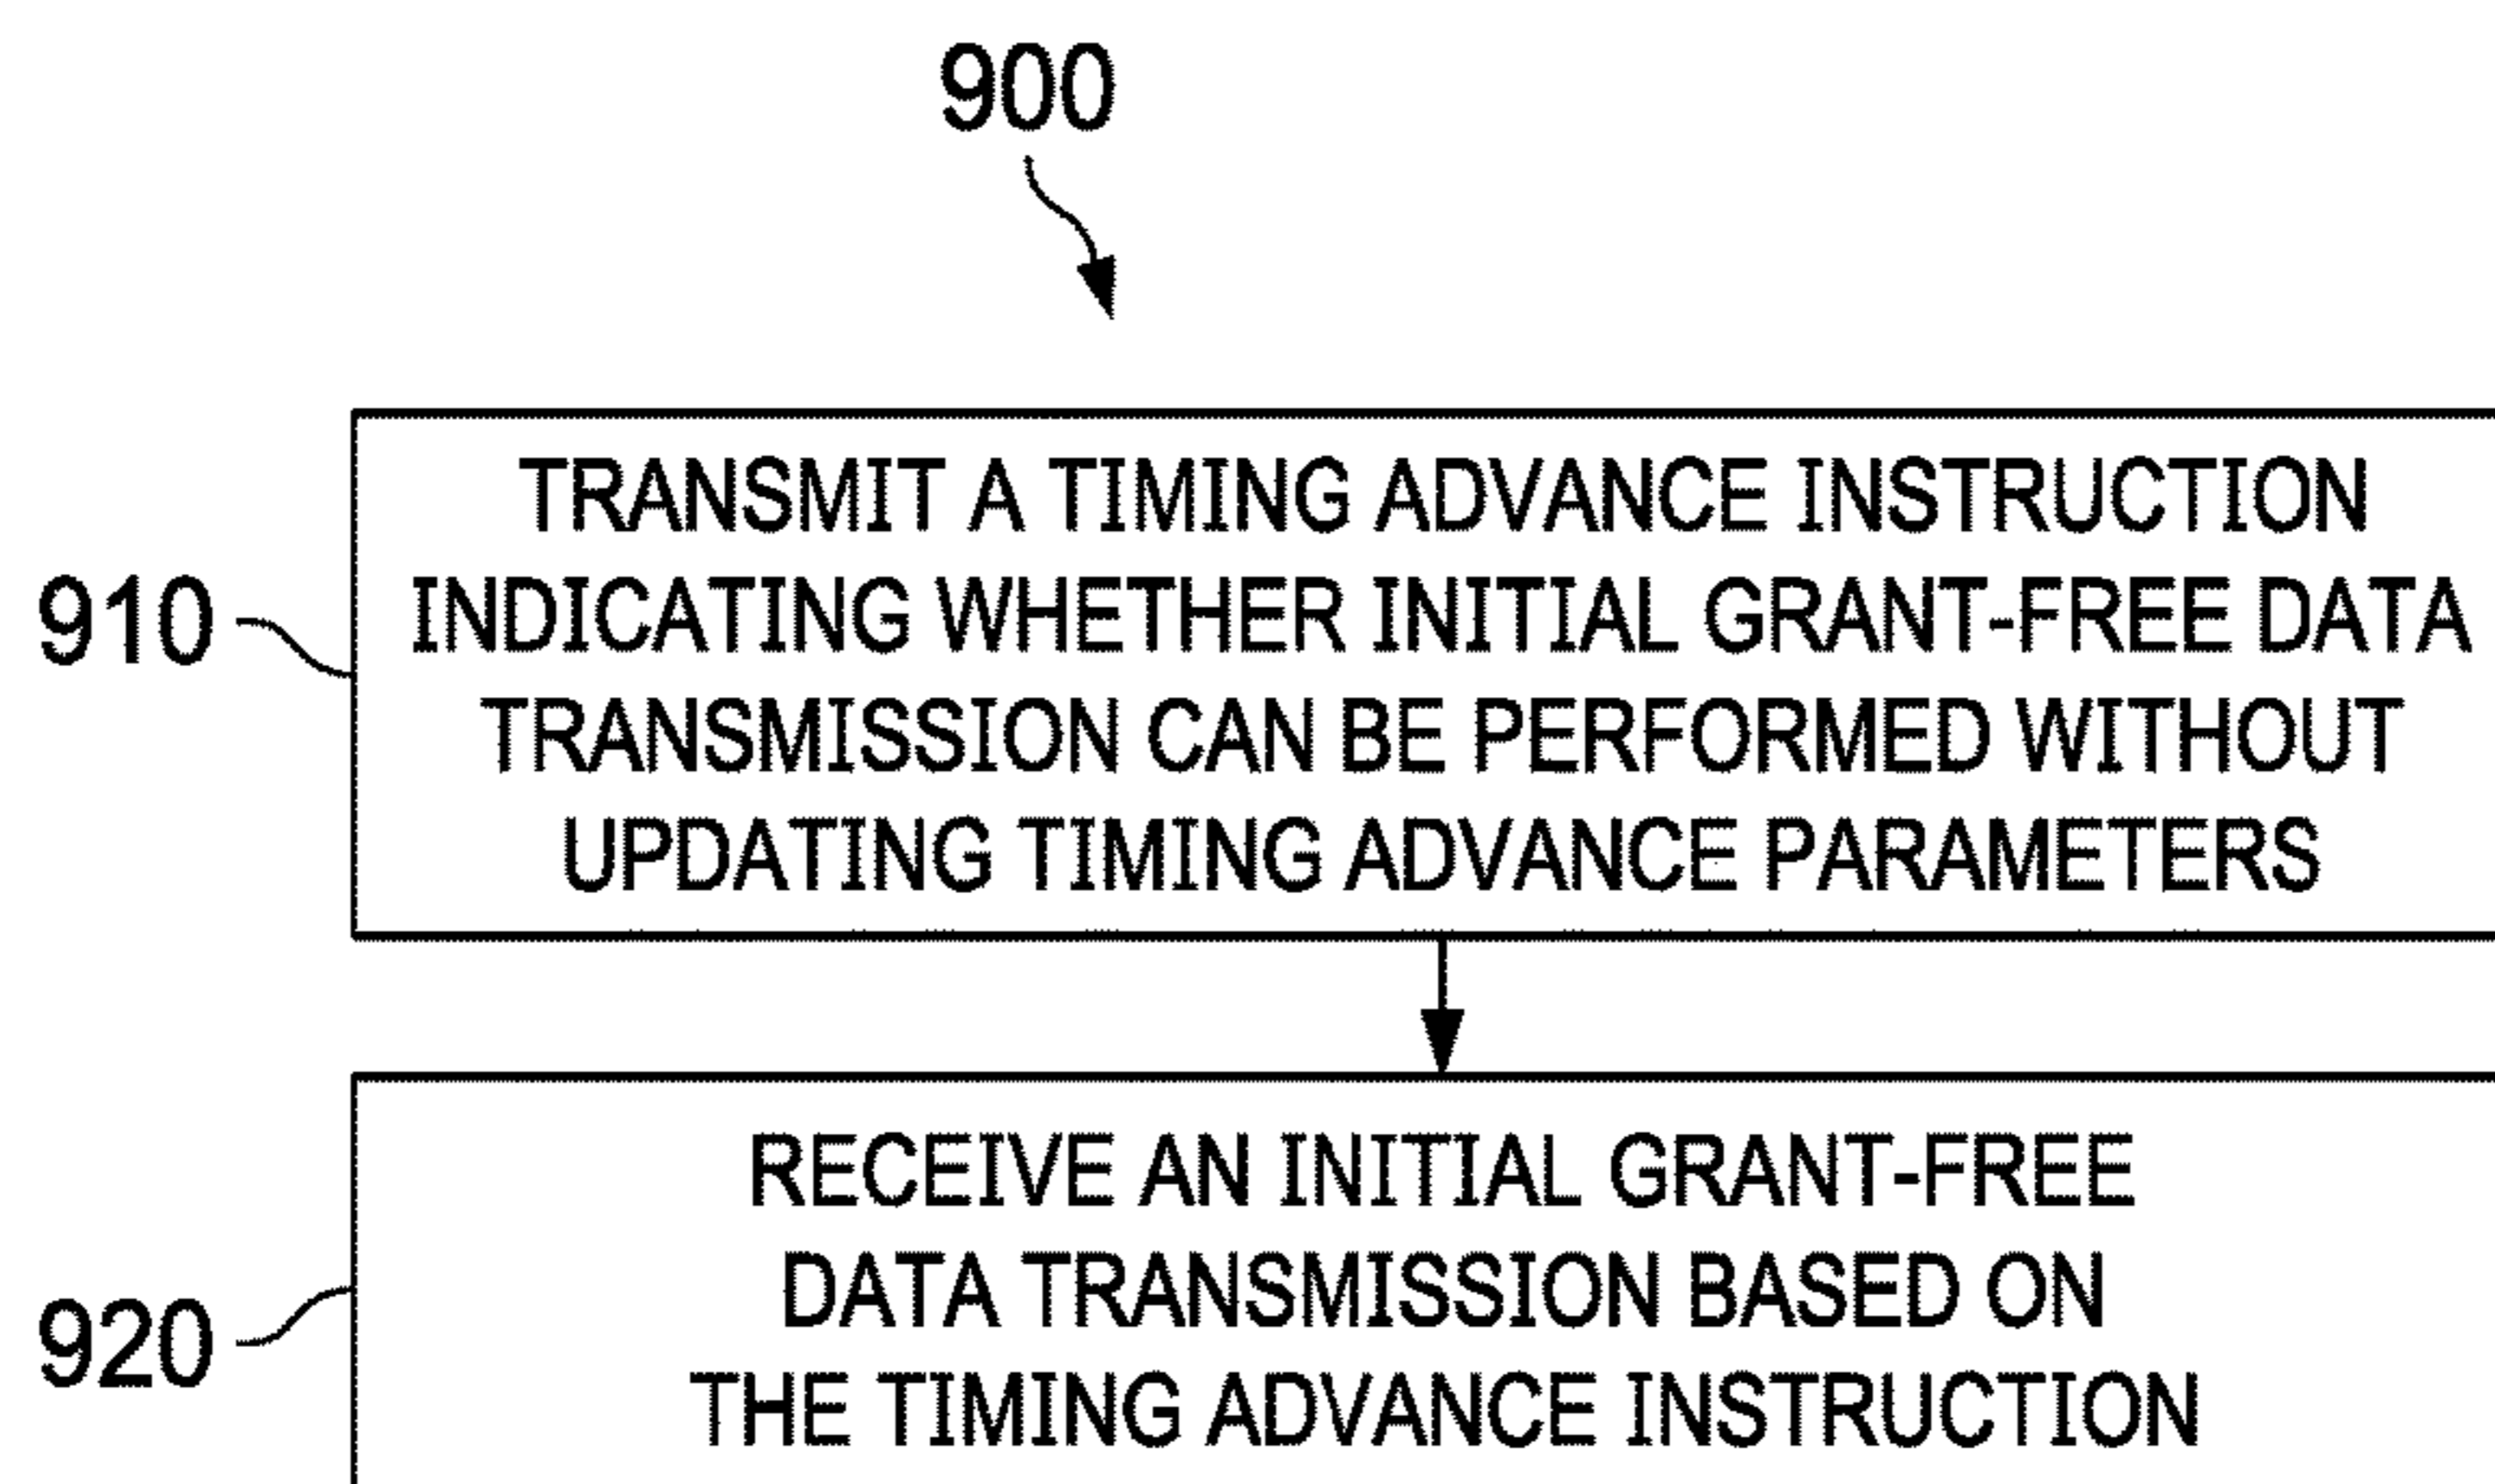 900
910
TRANSMIT A TIMING ADVANCE INSTRUCTION
INDICATING WHETHER INITIAL GRANT-FREE DATA
TRANSMISSION CAN BE PERFORMED WITHOUT
UPDATING TIMING ADVANCE PARAMETERS
920
RECEIVE AN INITIAL GRANT-FREE
DATA TRANSMISSION BASED ON
THE TIMING ADVANCE INSTRUCTION